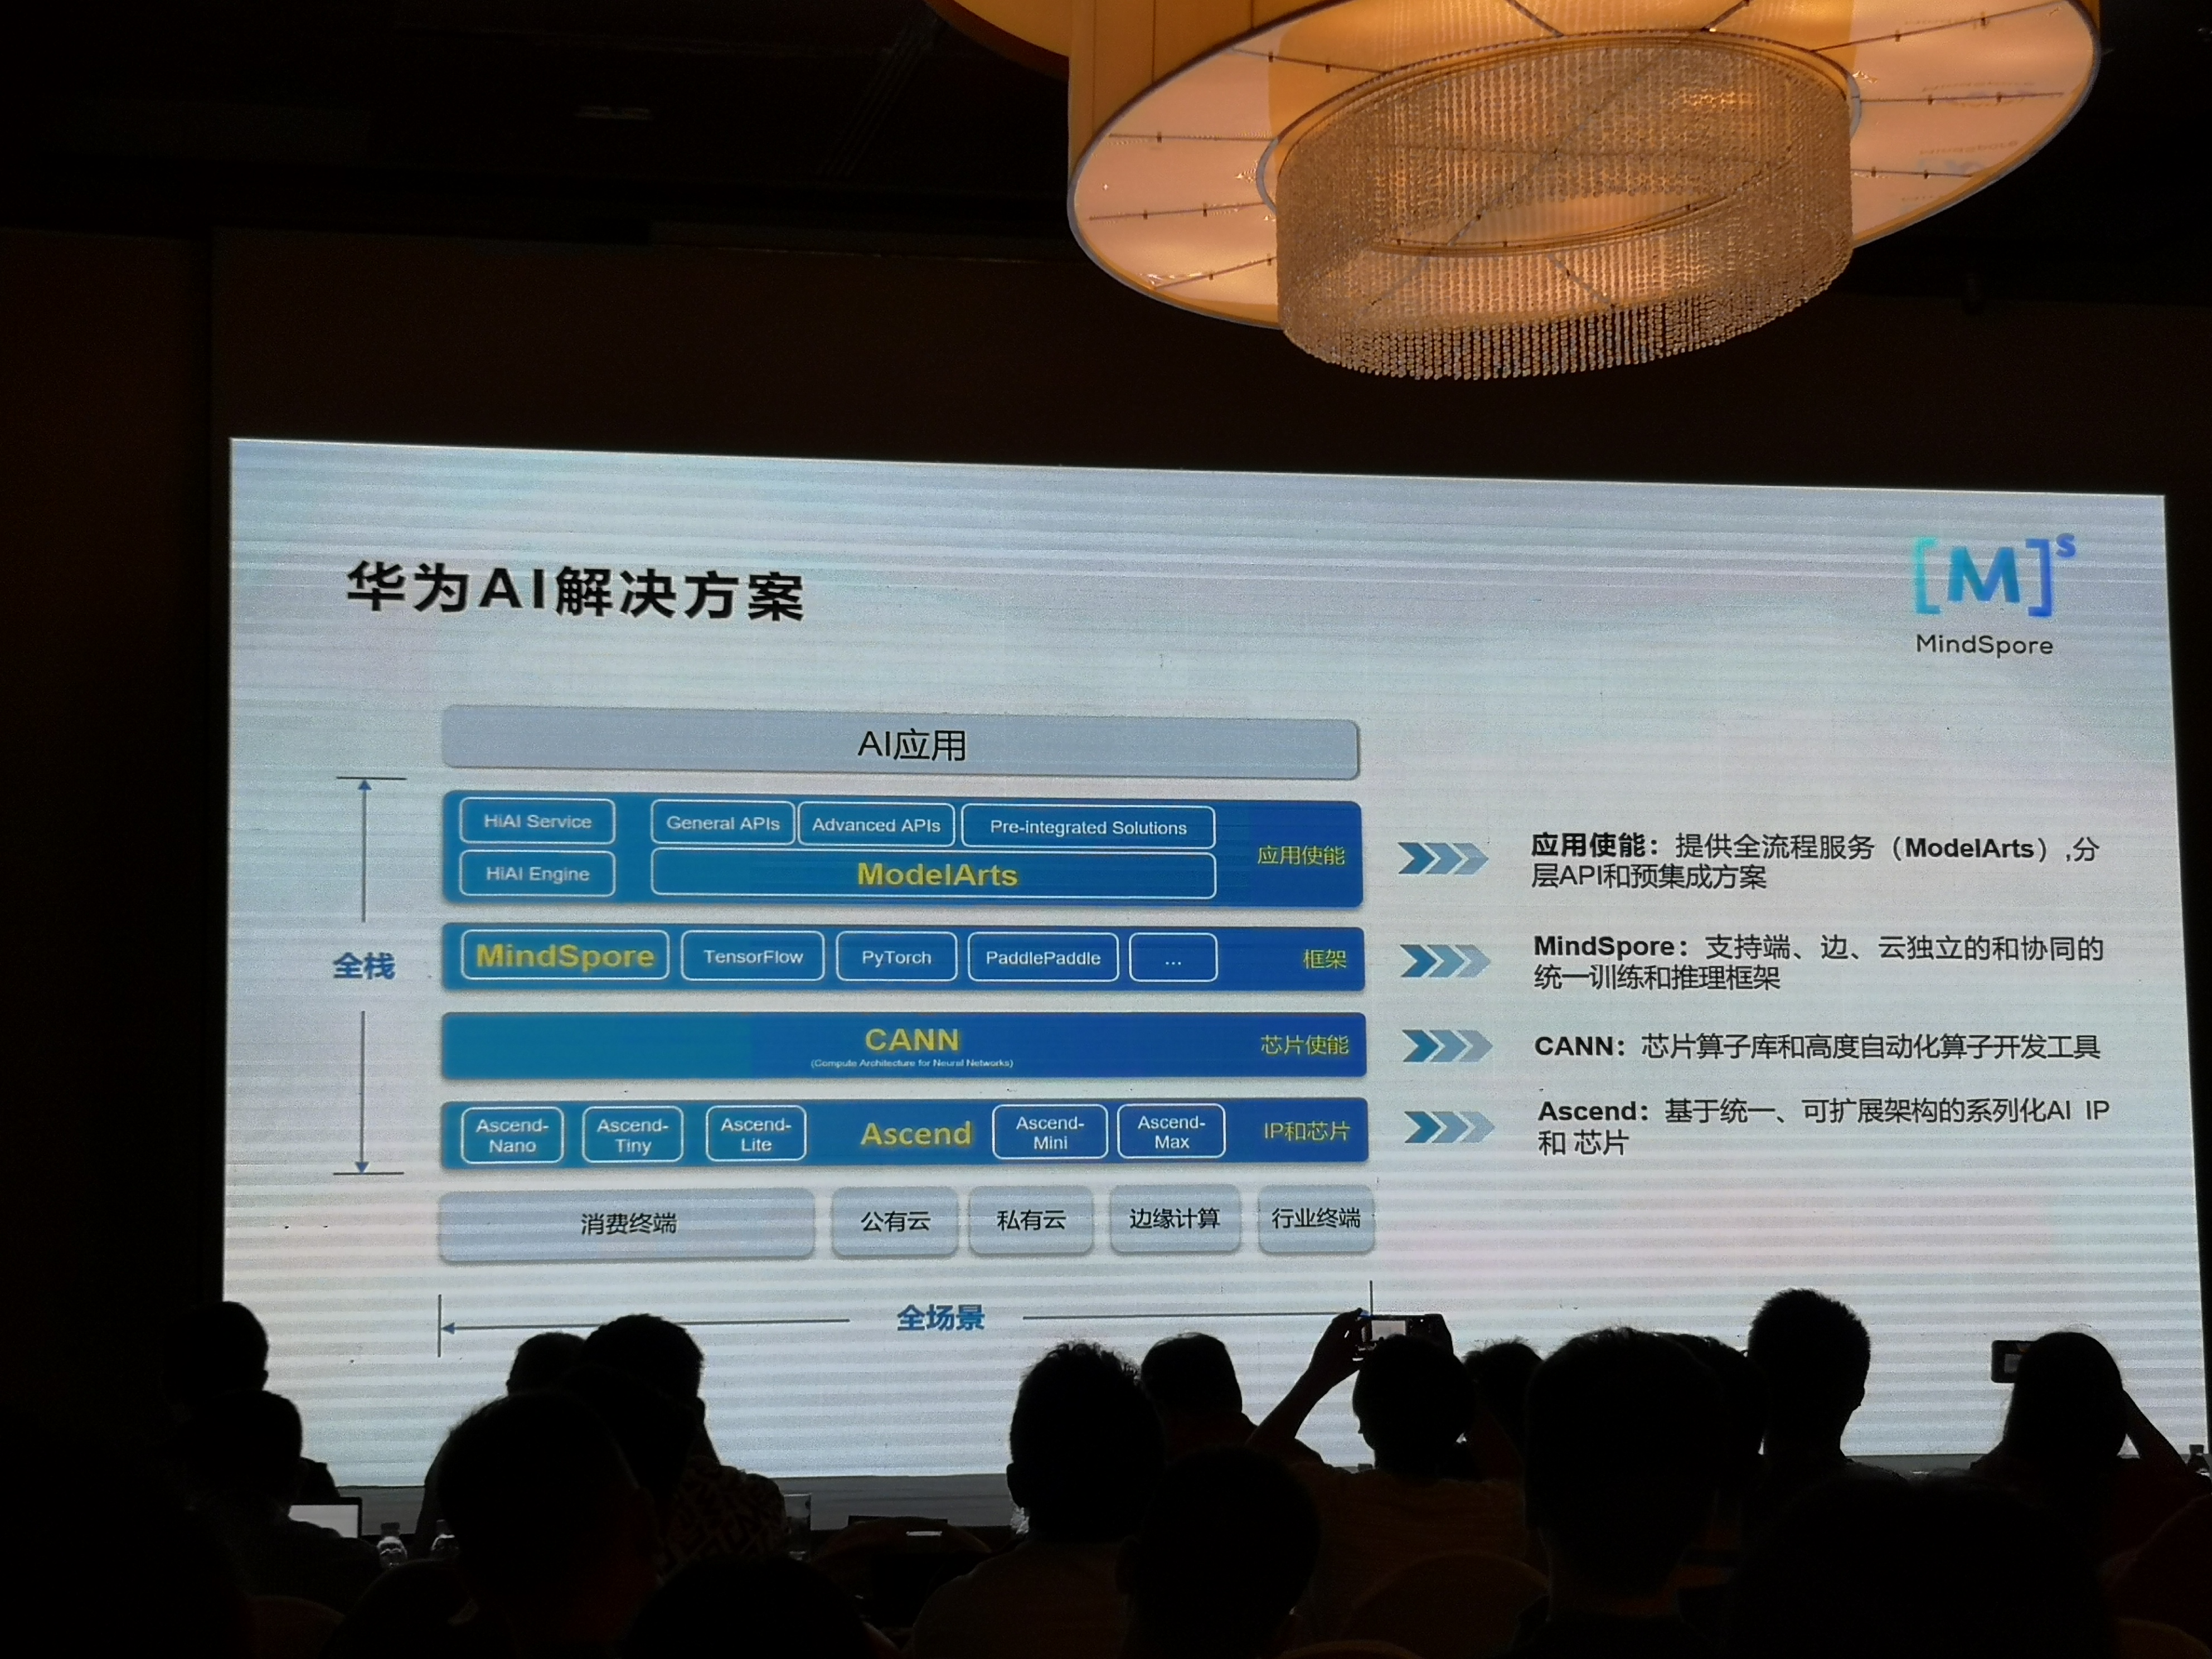 华为AI解决方案
[M]s
MindSpore
AI应用
HiAI Service
General APIs
Advanced APIs
Pre-integrated Solutions
HiAI Engine
ModelArts
应用使能
应用使能：提供全流程服务（ModelArts）,分
层API和预集成方案
全栈
MindSpore
TensorFlow
PyTorch
PaddlePaddle
...
框架
MindSpore：支持端、边、云独立的和协同的
统一训练和推理框架
CANN
(Compute Architecture for Neural Networks)
芯片使能
CANN：芯片算子库和高度自动化算子开发工具
Ascend-
Nano
Ascend-
Tiny
Ascend-
Lite
Ascend
Ascend-
Mini
Ascend-
Max
IP和芯片
Ascend：基于统一、可扩展架构的系列化AI IP
和 芯片
消费终端
公有云
私有云
边缘计算
行业终端
全场景